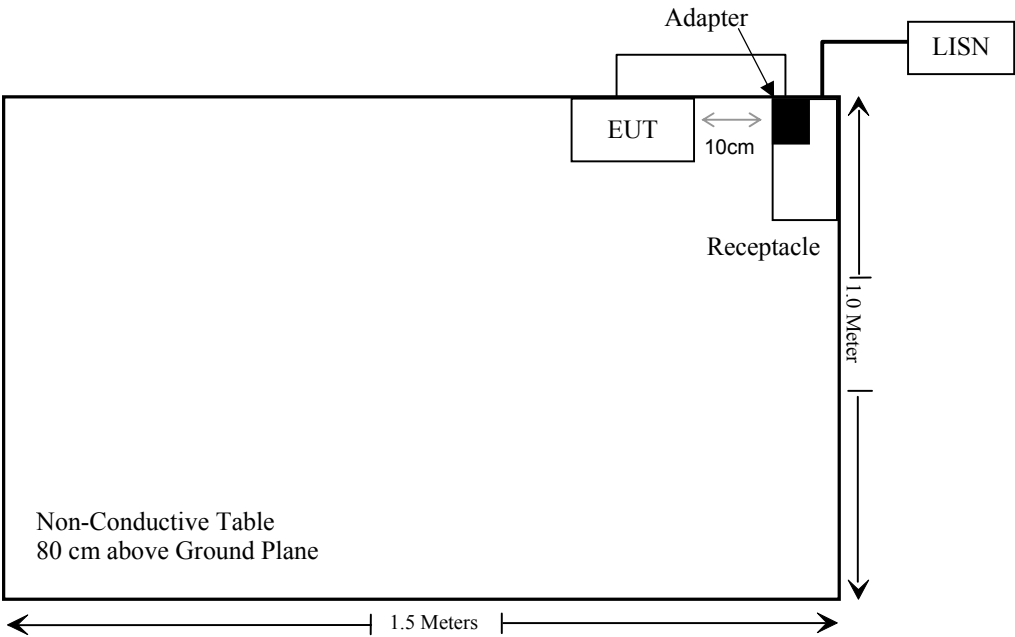 Adapter
LISN
EUT
10cm
Receptacle
1.0 Meter
Non-Conductive Table
80 cm above Ground Plane
1.5 Meters